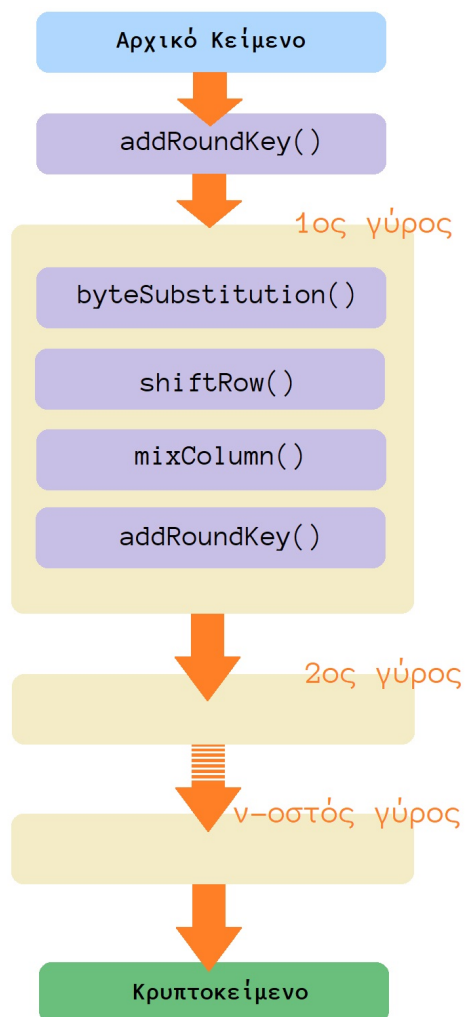 Αρχικό Κείμενο
addRoundKey()
1ος γύρος
byteSubstitution()
shiftRow()
mixColumn()
addRoundKey()
2ος γύρος
ν-οστός γύρος
Κρυπτοκείμενο